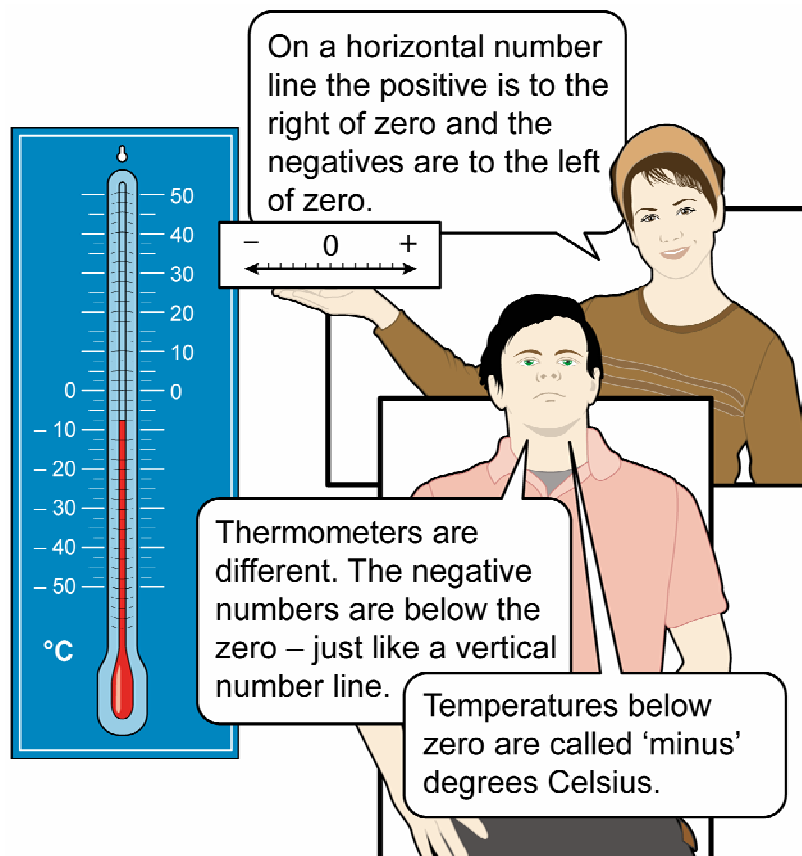 On a horizontal number
line the positive is to the
right of zero and the
negatives are to the left
of zero.
– 0 +
50
40
30
20
10
0 0
– 10
– 20
– 30
– 40
– 50
°C
Thermometers are
different. The negative
numbers are below the
zero – just like a vertical
number line.
Temperatures below
zero are called ‘minus’
degrees Celsius.